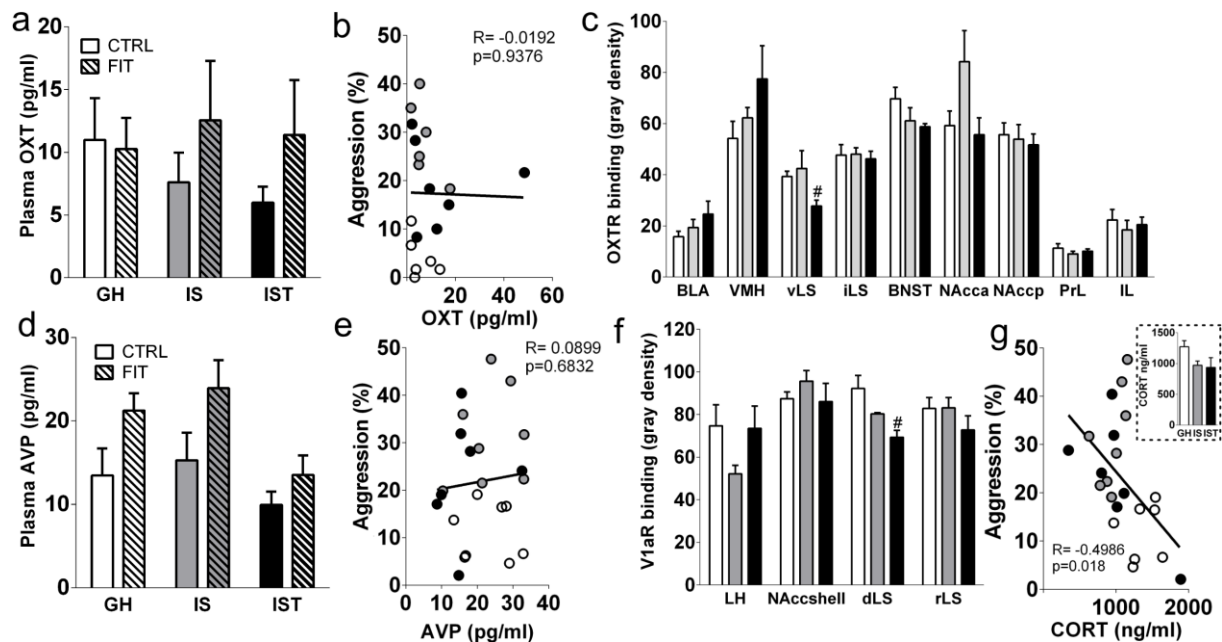 a
Plasma OXT (pg/ml)
20
15
10
5
0
CTRL
FIT
GH IS IST
b
R= -0.0192
p=0.9376
Aggression (%)
50
40
30
20
10
0
0 20 40 60
OXT (pg/ml)
c
OXTR binding (gray density)
100
80
60
40
20
0
#
BLA VMH vLS iLS BNST NAcca NAccp PrL IL
d
Plasma AVP (pg/ml)
30
20
10
0
CTRL
FIT
GH IS IST
e
R= 0.0899
p=0.6832
Aggression (%)
50
40
30
20
10
0
0 10 20 30 40
AVP (pg/ml)
f
V1aR binding (gray density)
120
100
80
60
40
20
0
#
LH NAccshell dLS rLS
g
Aggression (%)
50
40
30
20
10
0
R= -0.4986
p=0.018
1000 2000
CORT (ng/ml)
CORT ng/ml
1500
1000
500
0
GH IS IST